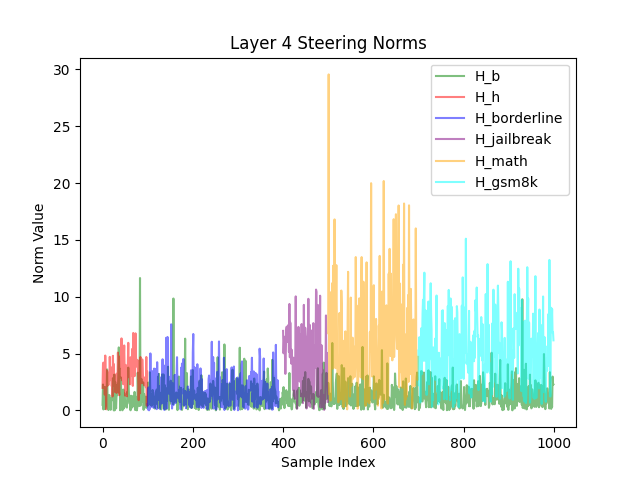 Layer 4 Steering Norms
H_b
H_h
H_borderline
H_jailbreak
H_math
H_gsm8k
30
25
20
15
10
5
0
Norm Value
0 200 400 600 800 1000
Sample Index